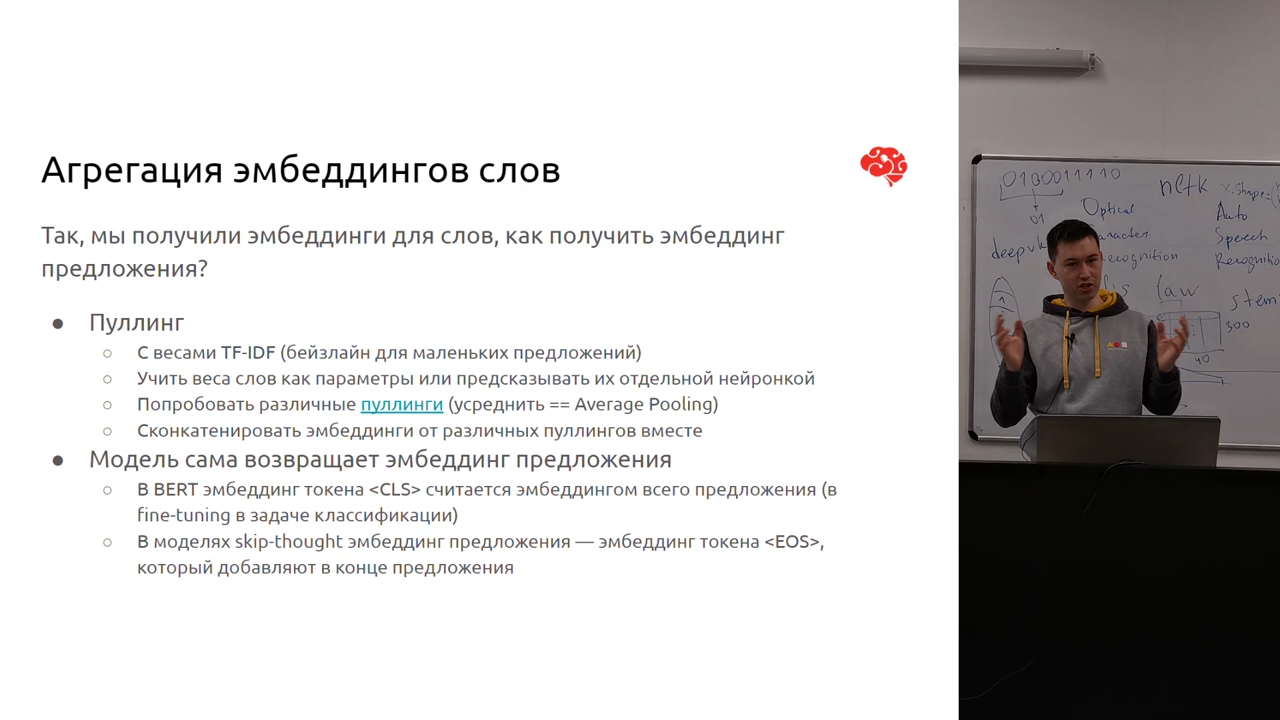 Агрегация эмбеддингов слов
Так, мы получили эмбеддинги для слов, как получить эмбеддинг
предложения?
● Пуллинг
○ С весами TF-IDF (бейзлайн для маленьких предложений)
○ Учить веса слов как параметры или предсказывать их отдельной нейронкой
○ Попробовать различные пуллинги (усреднить == Average Pooling)
○ Сконкатенировать эмбеддинги от различных пуллингов вместе
● Модель сама возвращает эмбеддинг предложения
○ В BERT эмбеддинг токена <CLS> считается эмбеддингом всего предложения (в
fine-tuning в задаче классификации)
○ В моделях skip-thought эмбеддинг предложения — эмбеддинг токена <EOS>,
который добавляют в конце предложения
0100011110
01
Optical
nltk
Auto
Speech
law
300
40